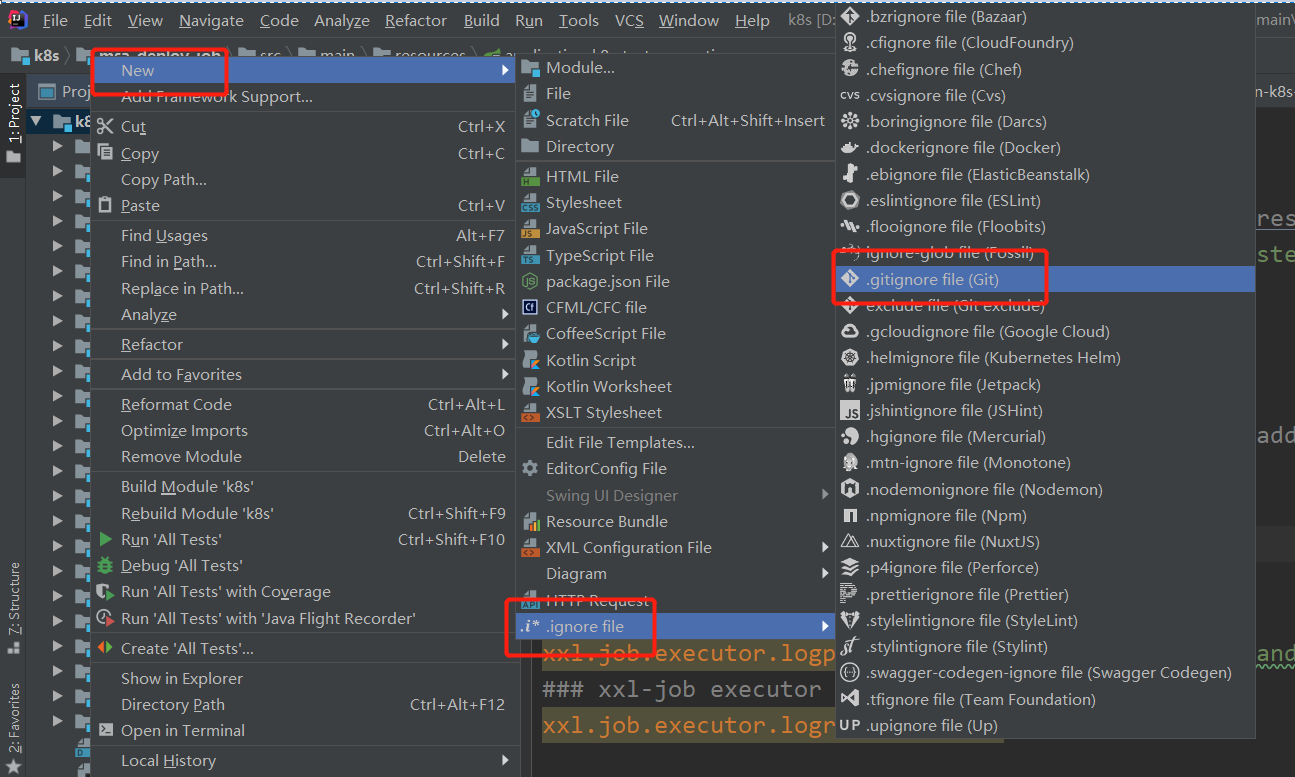 File Edit View Navigate Code Analyze Refactor Build Run Tools VCS Window Help k8s [D:
main\
k8s
src main resources
Proj
n-k8s-
1: Project
k8
7: Structure
2: Favorites
New
Add Framework Support...
Cut Ctrl+X
Copy Ctrl+C
Copy Path...
Paste Ctrl+V
Find Usages Alt+F7
Find in Path... Ctrl+Shift+F
Replace in Path... Ctrl+Shift+R
Analyze
Refactor
Add to Favorites
Reformat Code Ctrl+Alt+L
Optimize Imports Ctrl+Alt+O
Remove Module Delete
Build Module 'k8s'
Rebuild Module 'k8s' Ctrl+Shift+F9
Run 'All Tests' Ctrl+Shift+F10
Debug 'All Tests'
Run 'All Tests' with Coverage
Run 'All Tests' with 'Java Flight Recorder'
Create 'All Tests'...
Show in Explorer
Directory Path Ctrl+Alt+F12
Open in Terminal
Local History
Module...
File
Scratch File Ctrl+Alt+Shift+Insert
Directory
HTML File
Stylesheet
JavaScript File
TypeScript File
package.json File
CFML/CFC file
CoffeeScript File
Kotlin Script
Kotlin Worksheet
XSLT Stylesheet
Edit File Templates...
EditorConfig File
Swing UI Designer
Resource Bundle
XML Configuration File
Diagram
HTTP Request
.i* .ignore file
.bzrignore file (Bazaar)
.cfignore file (CloudFoundry)
.chefignore file (Chef)
CVS .cvsignore file (Cvs)
.boringignore file (Darcs)
.dockerignore file (Docker)
.ebignore file (ElasticBeanstalk)
.eslintignore file (ESLint)
.flooignore file (Floobits)
ignore-glob file (Fossil)
.gitignore file (Git)
exclude file (Git exclude)
.gcloudignore file (Google Cloud)
.helmignore file (Kubernetes Helm)
.jpmignore file (Jetpack)
.jshintignore file (JSHint)
.hgignore file (Mercurial)
.mtn-ignore file (Monotone)
.nodemonignore file (Nodemon)
.npmignore file (Npm)
.nuxtignore file (NuxtJS)
.p4ignore file (Perforce)
.prettierignore file (Prettier)
.stylelintignore file (StyleLint)
.stylintignore file (Stylint)
.swagger-codegen-ignore file (Swagger Codegen)
.tfignore file (Team Foundation)
UP .upignore file (Up)
res
ste
add
and
xxl.job.executor.logp
### xxl-job executor
xxl.job.executor.logr